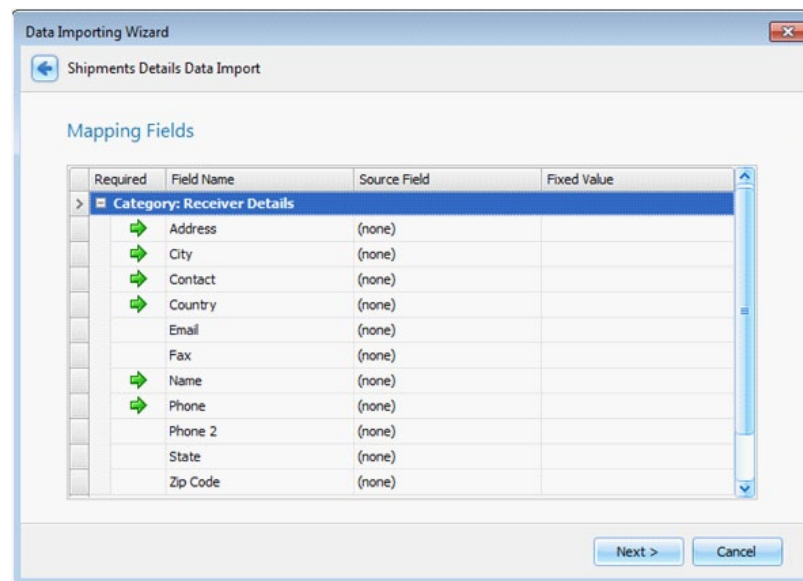 Data Importing Wizard
Shipments Details Data Import
Mapping Fields
Required Field Name Source Field Fixed Value
Category: Receiver Details
Address (none)
City (none)
Contact (none)
Country (none)
Email (none)
Fax (none)
Name (none)
Phone (none)
Phone 2 (none)
State (none)
Zip Code (none)
Next > Cancel